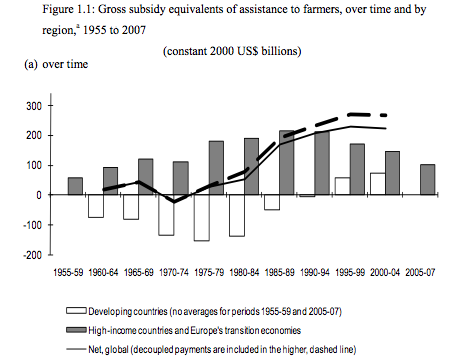 Figure 1.1: Gross subsidy equivalents of assistance to farmers, over time and by
region,a 1955 to 2007
(constant 2000 US$ billions)
(a) over time
300
200
100
0
-100
-200
1955-59 1960-64 1965-69 1970-74 1975-79 1980-84 1985-89 1990-94 1995-99 2000-04 2005-07
Developing countries (no averages for periods 1955-59 and 2005-07)
High-income countries and Europe's transition economies
Net, global (decoupled payments are included in the higher, dashed line)